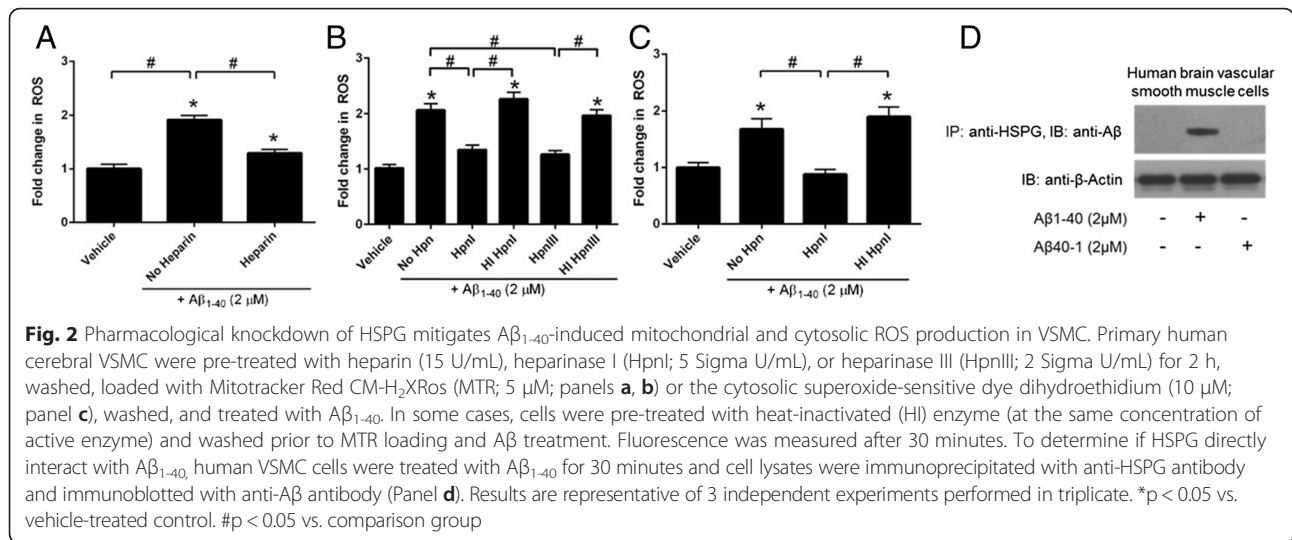 A
Fold change in ROS
3
2
1
0
#
#
*
*
Vehicle
No Heparin
Heparin
+ Aβ1-40 (2 μM)
B
Fold change in ROS
3
2
1
0
#
#
#
#
*
*
*
Vehicle
No Hpn
HpnI
HI HpnI
HpnIII
HI HpnIII
+ Aβ1-40 (2 μM)
C
Fold change in ROS
3
2
1
0
#
#
*
*
Vehicle
No Hpn
HpnI
HI HpnI
+ Aβ1-40 (2 μM)
D
Human brain vascular
smooth muscle cells
IP: anti-HSPG, IB: anti-Aβ
IB: anti-β-Actin
Aβ1-40 (2μM) - + -
Aβ40-1 (2μM) - - +
Fig. 2 Pharmacological knockdown of HSPG mitigates Aβ1-40-induced mitochondrial and cytosolic ROS production in VSMC. Primary human
cerebral VSMC were pre-treated with heparin (15 U/mL), heparinase I (HpnI; 5 Sigma U/mL), or heparinase III (HpnIII; 2 Sigma U/mL) for 2 h,
washed, loaded with Mitotracker Red CM-H2XRos (MTR; 5 μM; panels a, b) or the cytosolic superoxide-sensitive dye dihydroethidium (10 μM;
panel c), washed, and treated with Aβ1-40. In some cases, cells were pre-treated with heat-inactivated (HI) enzyme (at the same concentration of
active enzyme) and washed prior to MTR loading and Aβ treatment. Fluorescence was measured after 30 minutes. To determine if HSPG directly
interact with Aβ1-40, human VSMC cells were treated with Aβ1-40 for 30 minutes and cell lysates were immunoprecipitated with anti-HSPG antibody
and immunoblotted with anti-Aβ antibody (Panel d). Results are representative of 3 independent experiments performed in triplicate. *p < 0.05 vs.
vehicle-treated control. #p < 0.05 vs. comparison group